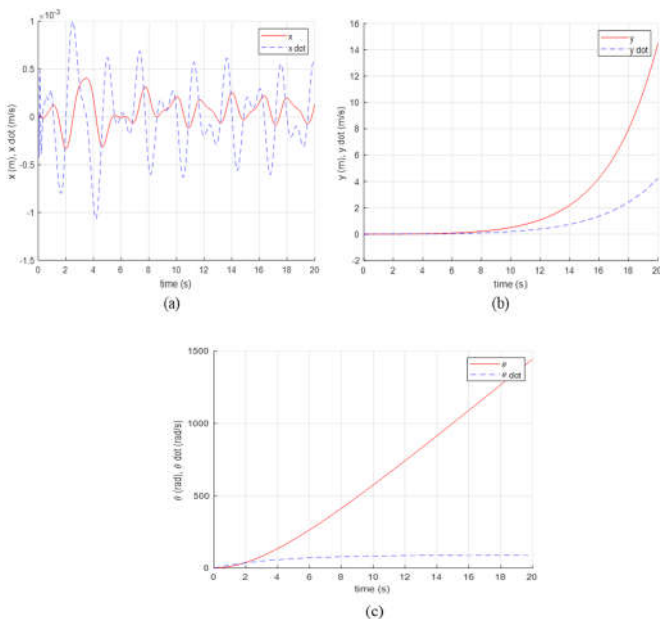 ×10⁻³
1
0.5
0
-0.5
-1
-1.5
x (m), x dot (m/s)
x
x dot
0 2 4 6 8 10 12 14 16 18 20
time (s)
(a)
16
14
12
10
8
6
4
2
0
-2
y (m), y dot (m/s)
y
y dot
0 2 4 6 8 10 12 14 16 18 20
time (s)
(b)
1500
1000
500
0
θ (rad), θ dot (rad/s)
θ
θ dot
0 2 4 6 8 10 12 14 16 18 20
time (s)
(c)